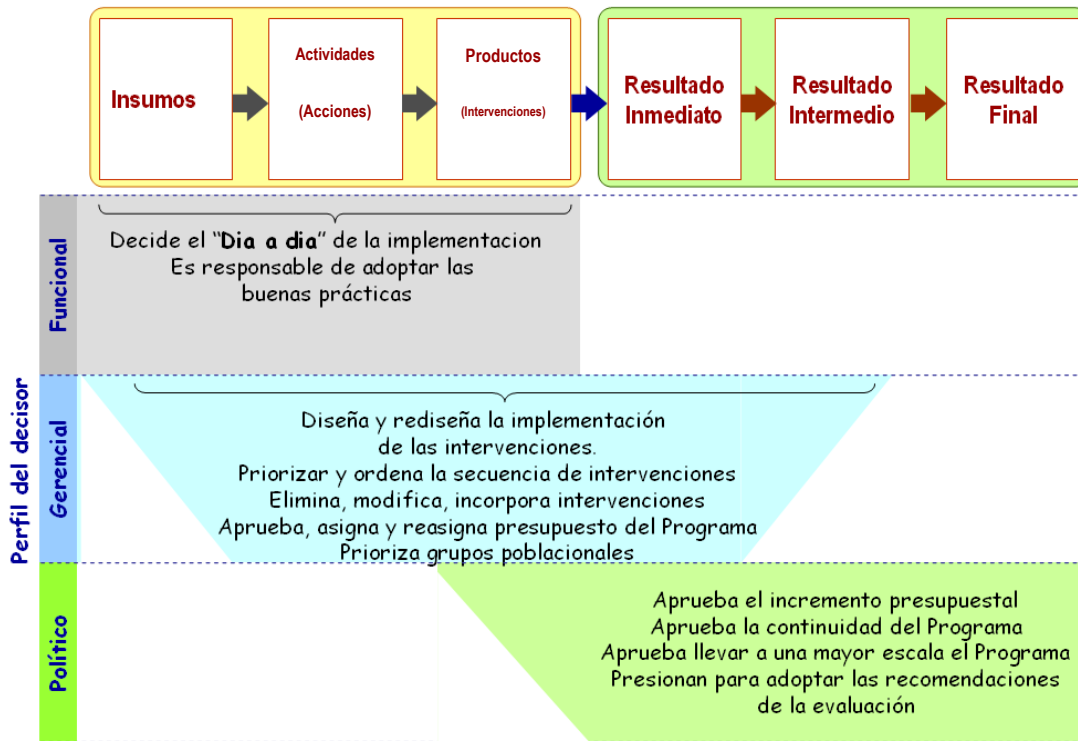 Insumos
Actividades
(Acciones)
Productos
(Intervenciones)
Resultado
Inmediato
Resultado
Intermedio
Resultado
Final
Perfil del decisor
Funcional
Decide el “Dia a dia” de la implementacion
Es responsable de adoptar las
buenas prácticas
Gerencial
Diseña y rediseña la implementación
de las intervenciones.
Priorizar y ordena la secuencia de intervenciones
Elimina, modifica, incorpora intervenciones
Aprueba, asigna y reasigna presupuesto del Programa
Prioriza grupos poblacionales
Político
Aprueba el incremento presupuestal
Aprueba la continuidad del Programa
Aprueba llevar a una mayor escala el Programa
Presionan para adoptar las recomendaciones
de la evaluación